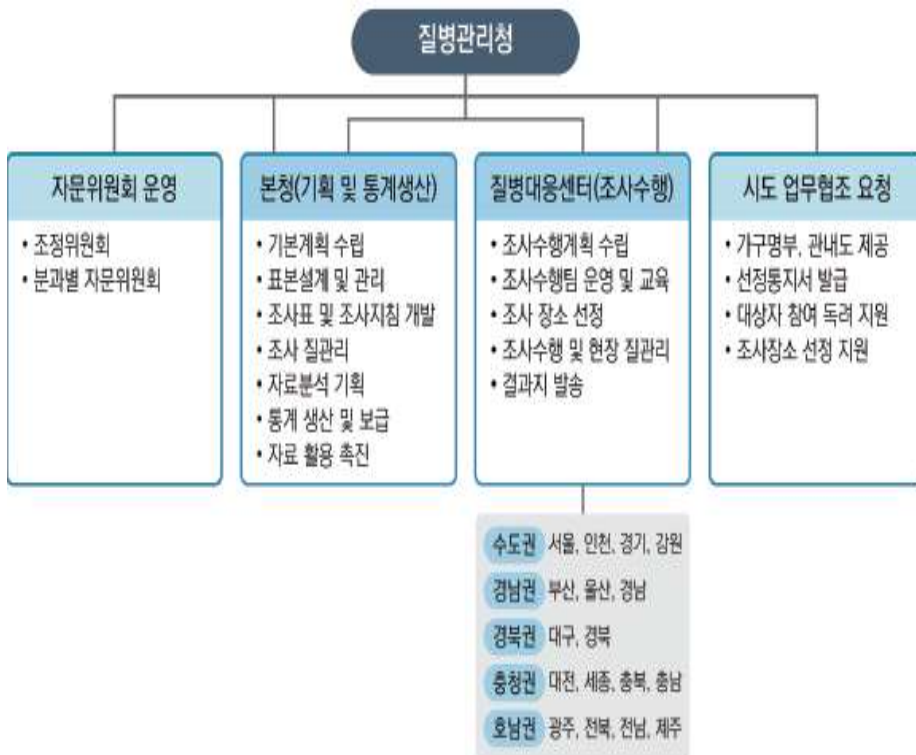 질병관리청
자문위원회 운영
• 조정위원회
• 분과별 자문위원회
본청(기획 및 통계생산)
• 기본계획 수립
• 표본설계 및 관리
• 조사표 및 조사지침 개발
• 조사 질관리
• 자료분석 기획
• 통계 생산 및 보급
• 자료 활용 촉진
질병대응센터(조사수행)
• 조사수행계획 수립
• 조사수행팀 운영 및 교육
• 조사 장소 선정
• 조사수행 및 현장 질관리
• 결과지 발송
시도 업무협조 요청
• 가구명부, 관내도 제공
• 선정통지서 발급
• 대상자 참여 독려 지원
• 조사장소 선정 지원
수도권 서울, 인천, 경기, 강원
경남권 부산, 울산, 경남
경북권 대구, 경북
충청권 대전, 세종, 충북, 충남
호남권 광주, 전북, 전남, 제주